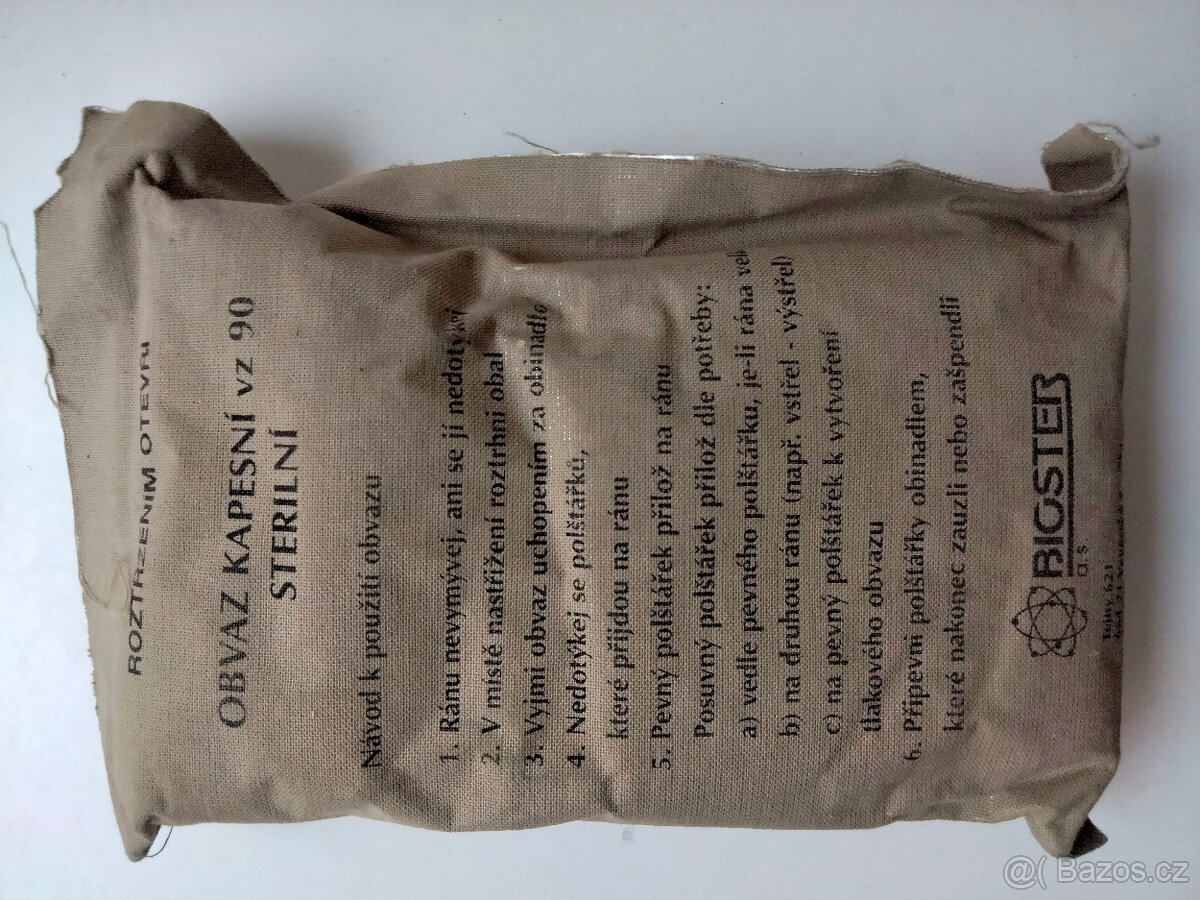 ROZTRŽENÍM OTEVŘI
OBVAZ KAPESNÍ vz 90
STERILNÍ
Návod k použití obvazu
1. Ránu nevymývej, ani se jí
2. V místě nastřižení roztrhni obal
3. Vyjmi obvaz uchopením za obinadlo
4. Nedotýkej se polštářků,
které přijdou na ránu
5. Pevný polštářek přilož na ránu
Posuvný polštářek přilož dle potřeby:
a) vedle pevného polštářku, je-li rána
b) na druhou ránu (např. vstřel - výstřel)
c) na pevný polštářek k vytvoření
tlakového obvazu
6. Připevni polštářky obinadlem,
které nakonec zauzli nebo zašpendli
BIOSTER
a.s.
621
@( Bazos.cz